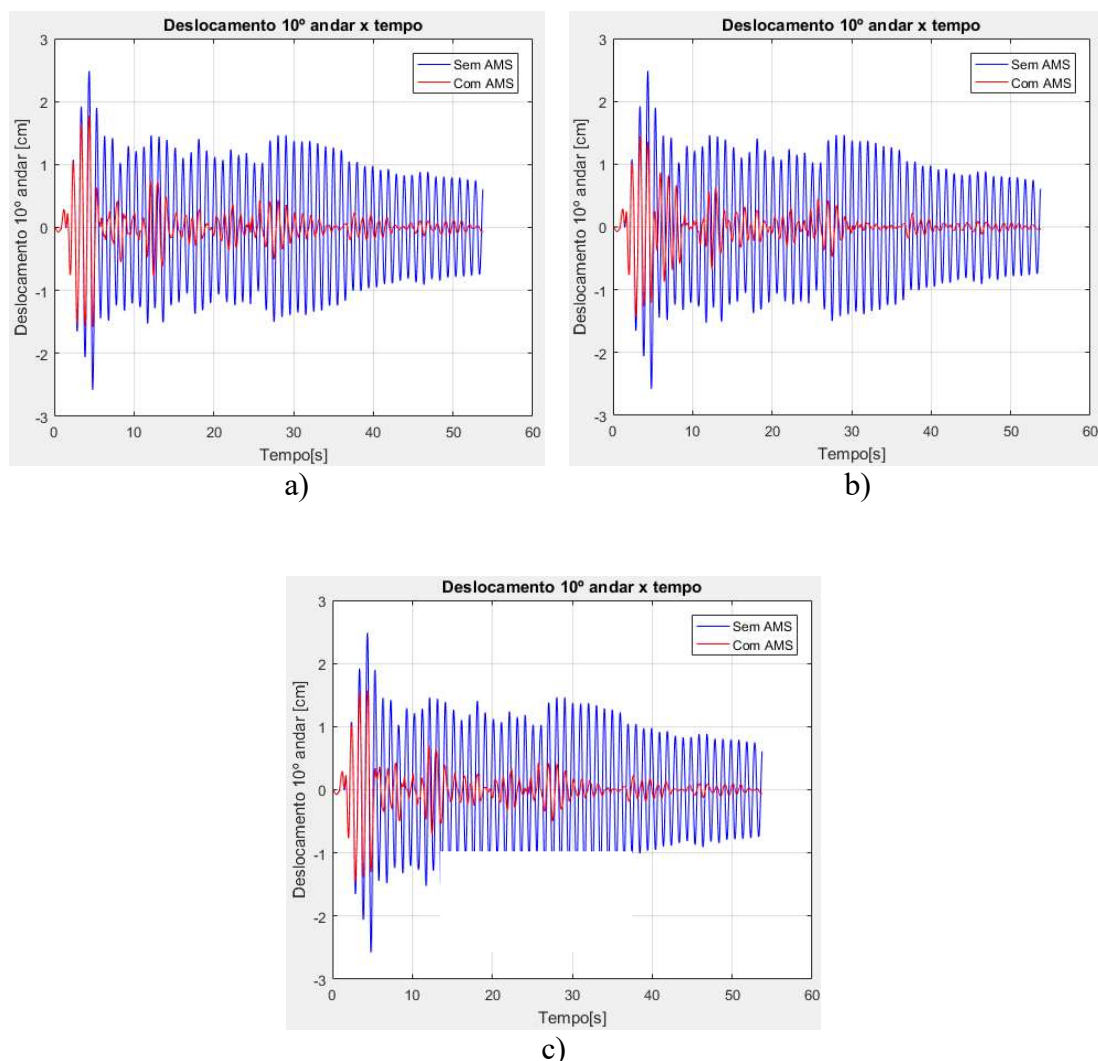 Deslocamento 10º andar x tempo
Deslocamento 10º andar [cm]
3
2
1
0
-1
-2
-3
Sem AMS
Com AMS
0 10 20 30 40 50 60
Tempo[s]
a)
Deslocamento 10º andar x tempo
Deslocamento 10º andar [cm]
3
2
1
0
-1
-2
-3
Sem AMS
Com AMS
0 10 20 30 40 50 60
Tempo[s]
b)
Deslocamento 10º andar x tempo
Deslocamento 10º andar [cm]
3
2
1
0
-1
-2
-3
Sem AMS
Com AMS
0 10 20 30 40 50 60
Tempo[s]
c)